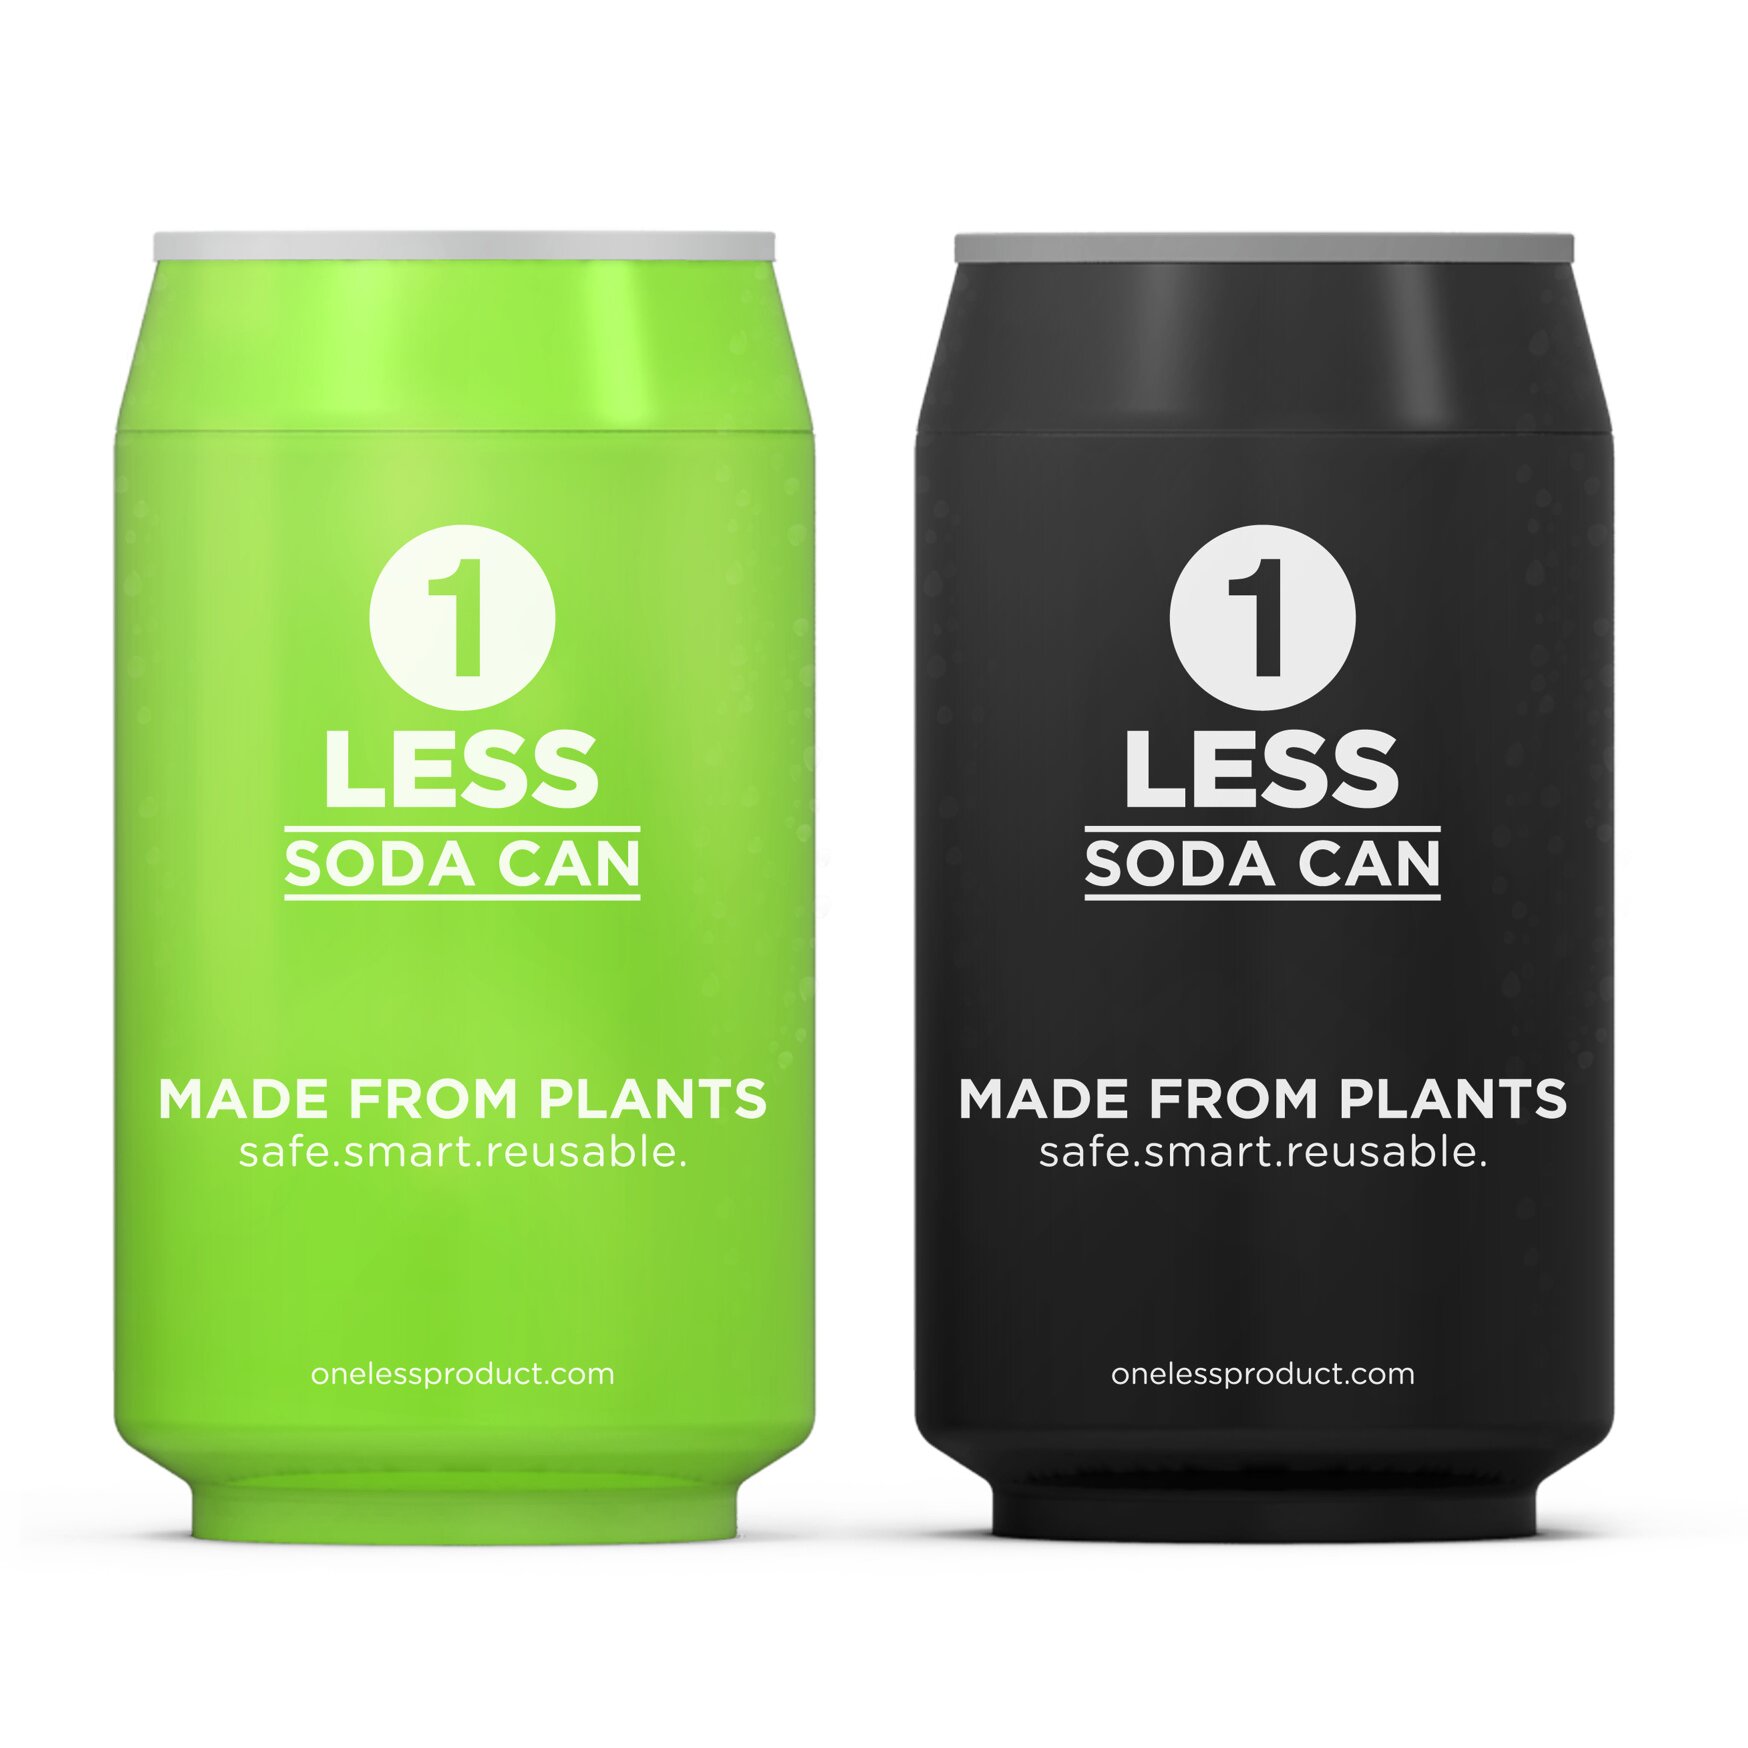 1
LESS
SODA CAN
MADE FROM PLANTS
safe.smart.reusable.
onelessproduct.com
1
LESS
SODA CAN
MADE FROM PLANTS
safe.smart.reusable.
onelessproduct.com